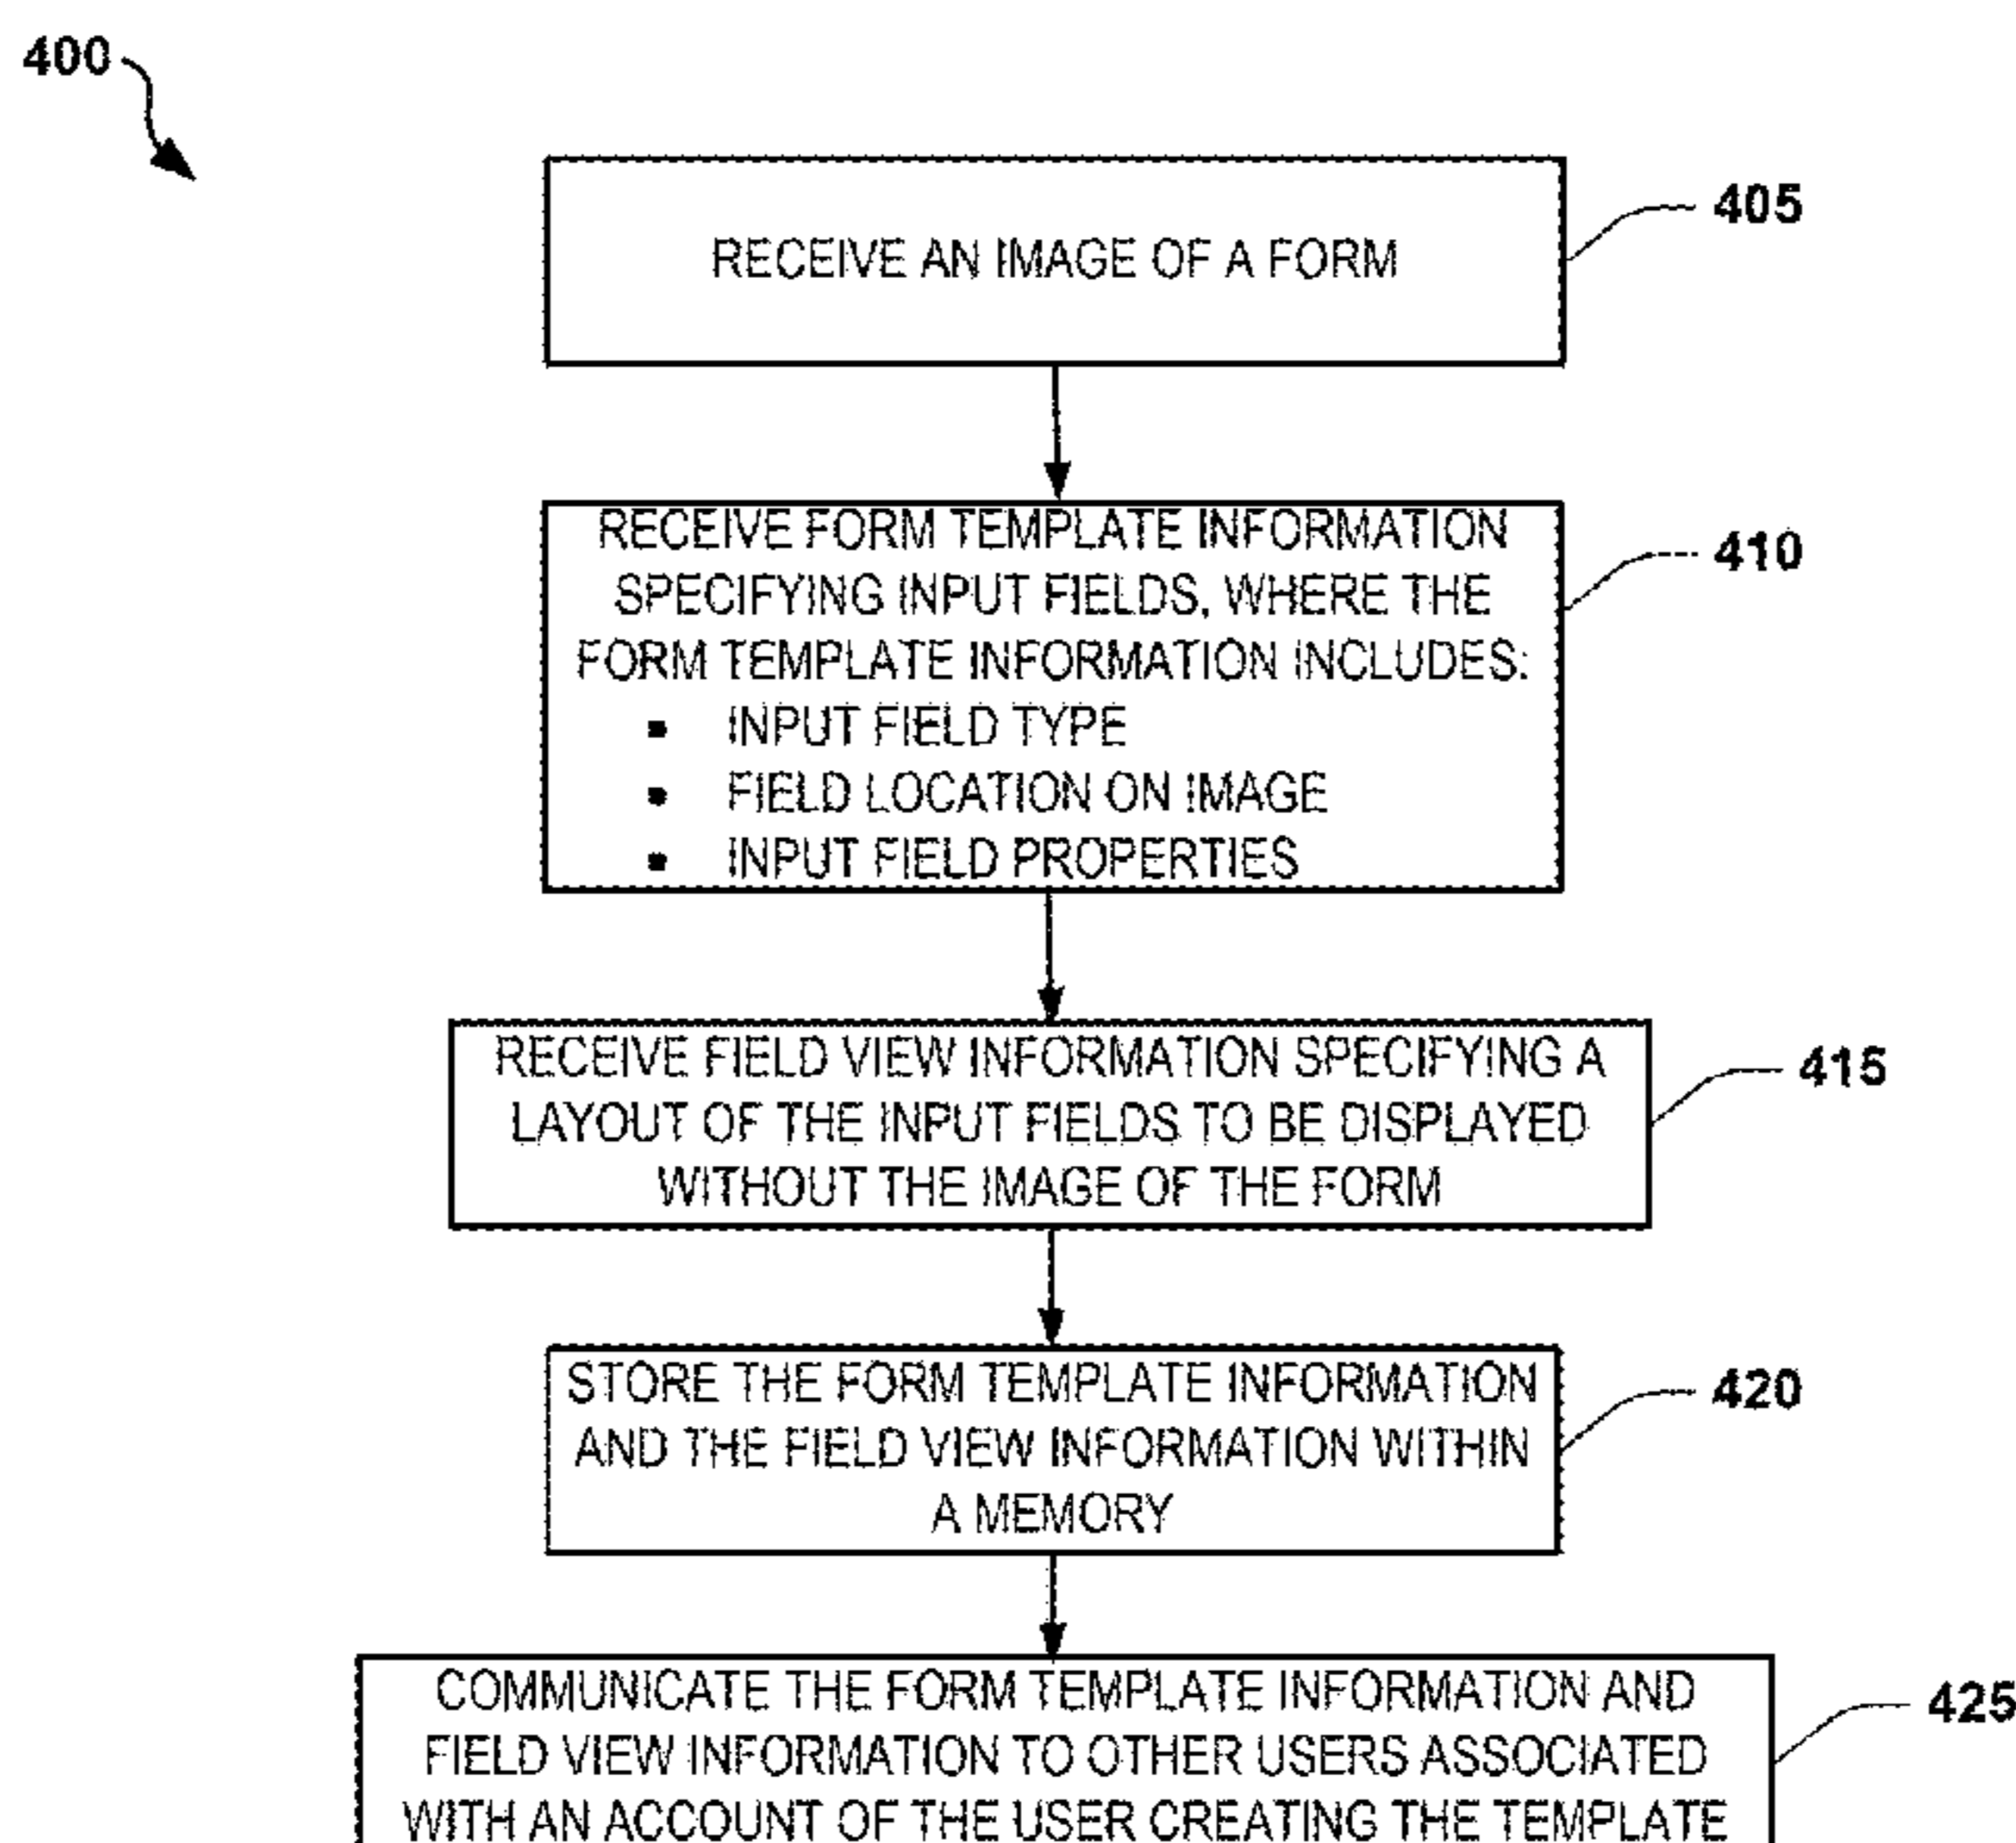 400
RECEIVE AN IMAGE OF A FORM
405
RECEIVE FORM TEMPLATE INFORMATION
SPECIFYING INPUT FIELDS, WHERE THE
FORM TEMPLATE INFORMATION INCLUDES:
▪ INPUT FIELD TYPE
• FIELD LOCATION ON IMAGE
• INPUT FIELD PROPERTIES
410
RECEIVE FIELD VIEW INFORMATION SPECIFYING A
LAYOUT OF THE INPUT FIELDS TO BE DISPLAYED
WITHOUT THE IMAGE OF THE FORM
415
STORE THE FORM TEMPLATE INFORMATION
AND THE FIELD VIEW INFORMATION WITHIN
A MEMORY
420
COMMUNICATE THE FORM TEMPLATE INFORMATION AND
FIELD VIEW INFORMATION TO OTHER USERS ASSOCIATED
WITH AN ACCOUNT OF THE USER CREATING THE TEMPLATE
425